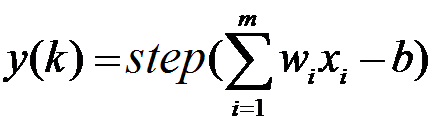 y(k) = step(∑_{i=1}^{m} w_i x_i − b)